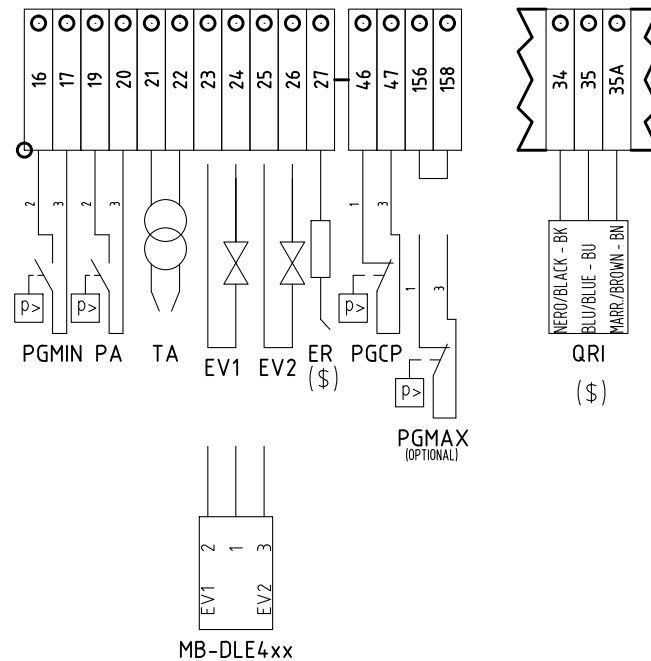 16 17 19 20 21 22 23 24 25 26 27 46 47 156 158 34 35 35A
2 3 2 3 1 3
1 3
p> p> p>
NERO/BLACK - BK
BLU/BLUE - BU
MARR./BROWN - BN
PGMIN PA TA EV1 EV2 ER PGCP QRI
($) ($)
p>
PGMAX
(OPTIONAL)
2 1 3
EV1 EV2
MB-DLE4xx